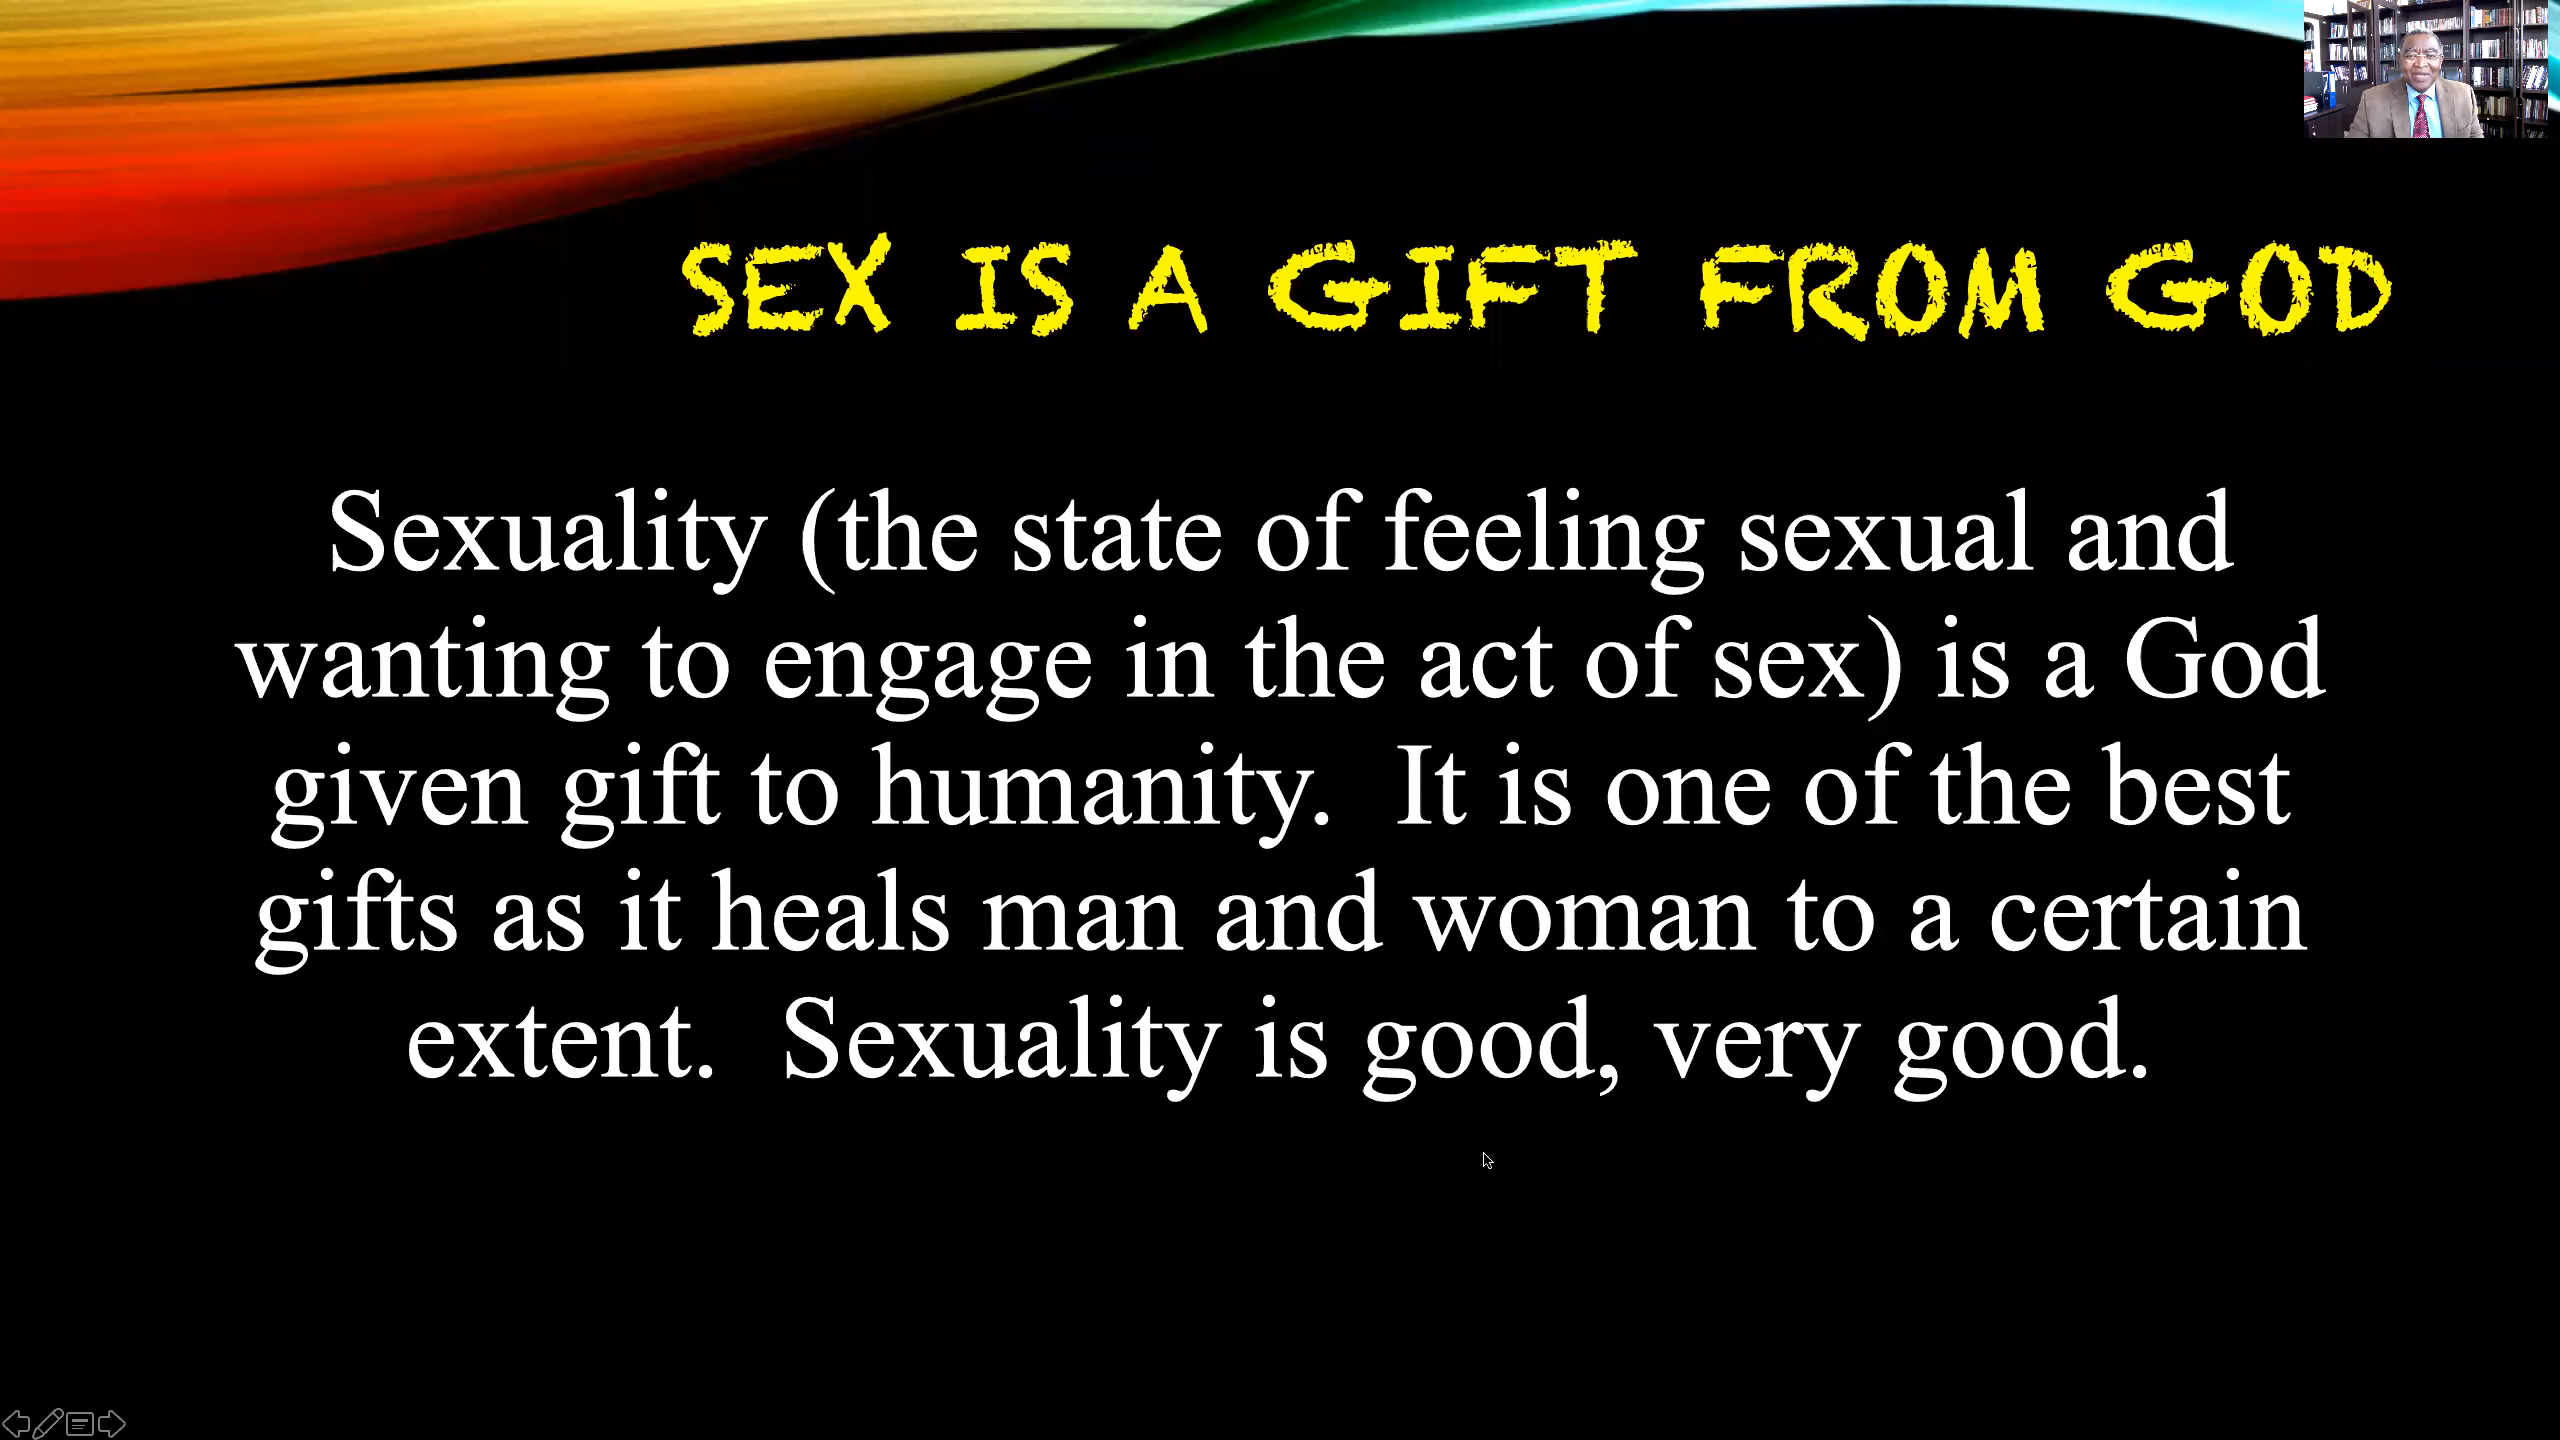 SEX IS A GIFT FROM GOD
Sexuality (the state of feeling sexual and
wanting to engage in the act of sex) is a God
given gift to humanity.  It is one of the best
gifts as it heals man and woman to a certain
extent.  Sexuality is good, very good.